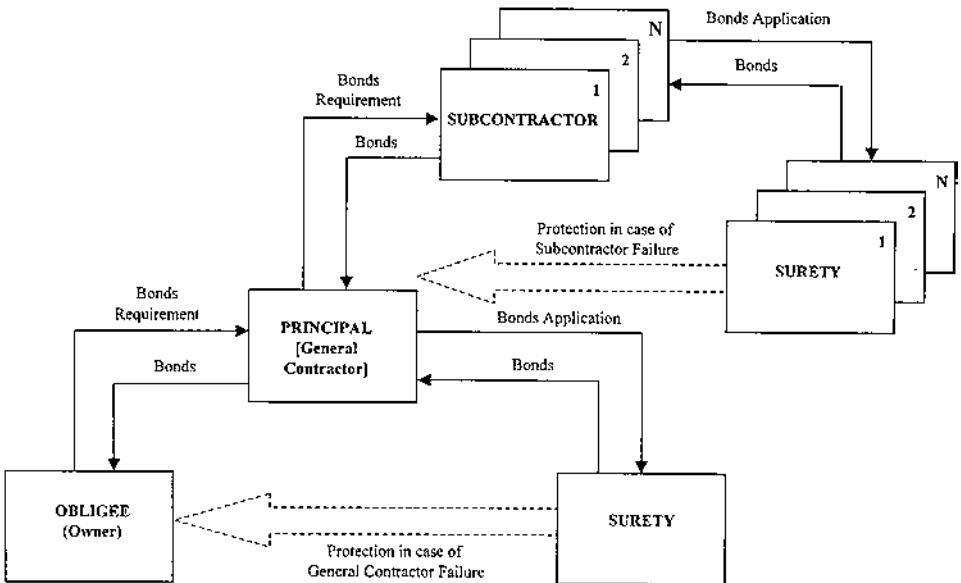 N
Bonds Application
2
Bonds
1
Bonds
Requirement
SUBCONTRACTOR
Bonds
N
2
1
Protection in case of
Subcontractor Failure
SURETY
Bonds
Requirement
PRINCIPAL
[General
Contractor]
Bonds Application
Bonds
Bonds
OBLIGEE
(Owner)
SURETY
Protection in case of
General Contractor Failure